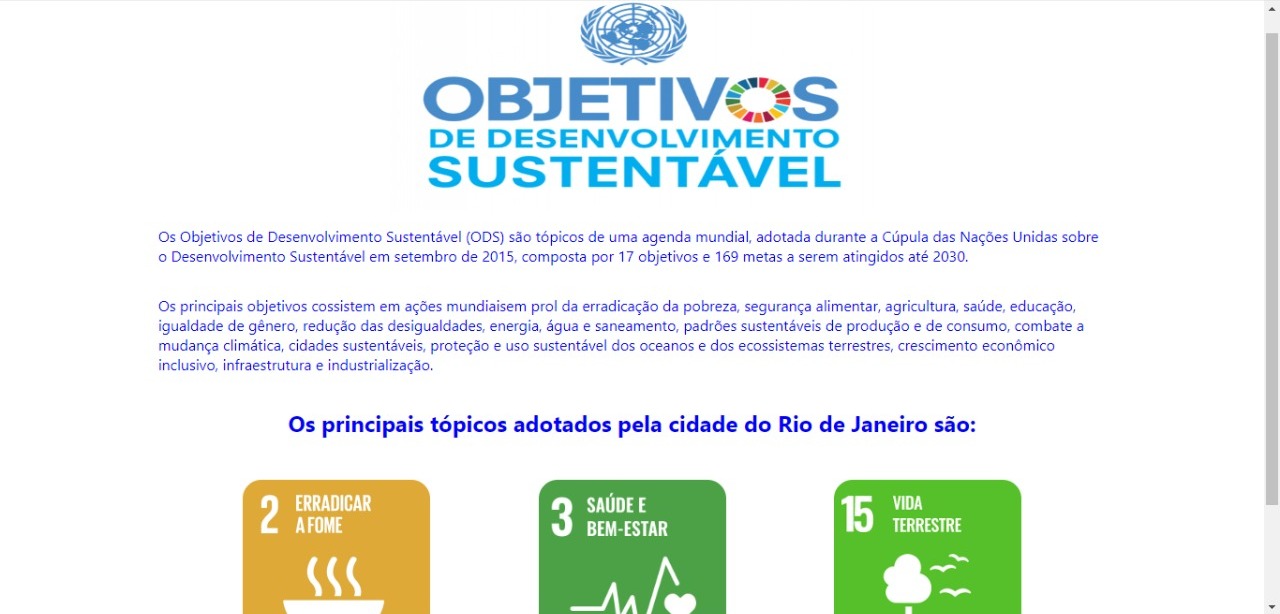 OBJETIVOS
DE DESENVOLVIMENTO
SUSTENTÁVEL
Os Objetivos de Desenvolvimento Sustentável (ODS) são tópicos de uma agenda mundial, adotada durante a Cúpula das Nações Unidas sobre
o Desenvolvimento Sustentável em setembro de 2015, composta por 17 objetivos e 169 metas a serem atingidos até 2030.
Os principais objetivos cossistem em ações mundiaisem prol da erradicação da pobreza, segurança alimentar, agricultura, saúde, educação,
igualdade de gênero, redução das desigualdades, energia, água e saneamento, padrões sustentáveis de produção e de consumo, combate a
mudança climática, cidades sustentáveis, proteção e uso sustentável dos oceanos e dos ecossistemas terrestres, crescimento econômico
inclusivo, infraestrutura e industrialização.
Os principais tópicos adotados pela cidade do Rio de Janeiro são:
2 ERRADICAR
A FOME
3 SAÚDE E
BEM-ESTAR
15 VIDA
TERRESTRE